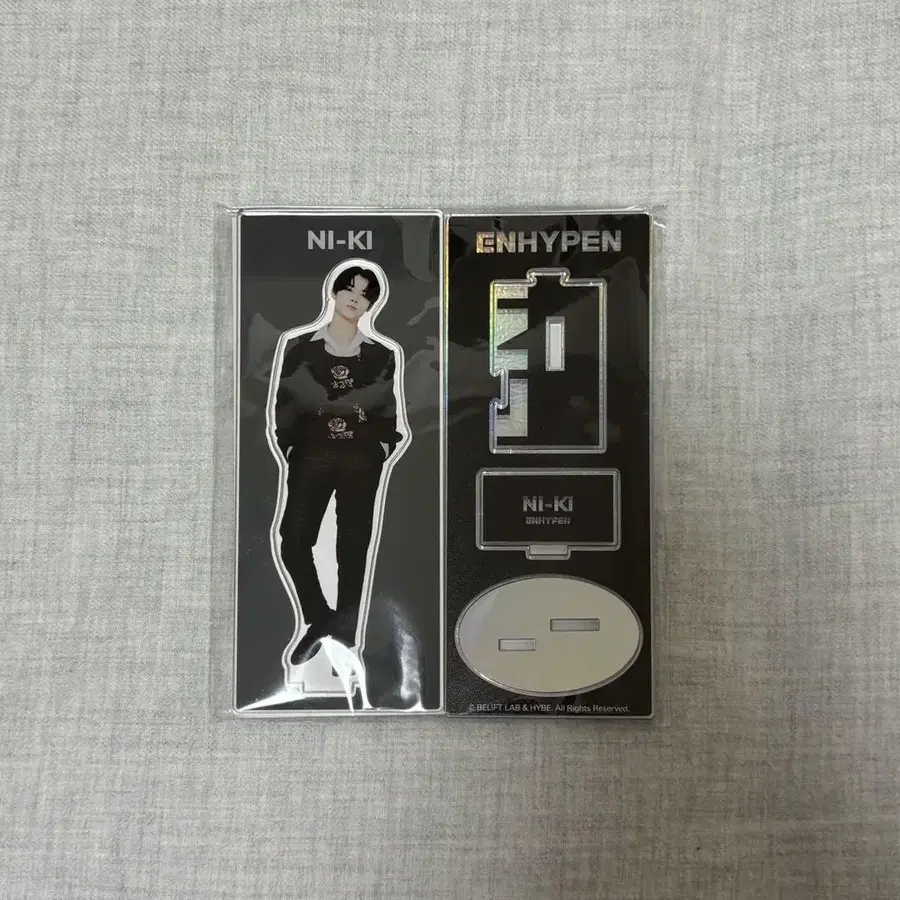 NI-KI
ENHYPEN
NI-KI
ENHYPEN
© BELIFT LAB & HYBE. All Rights Reserved.